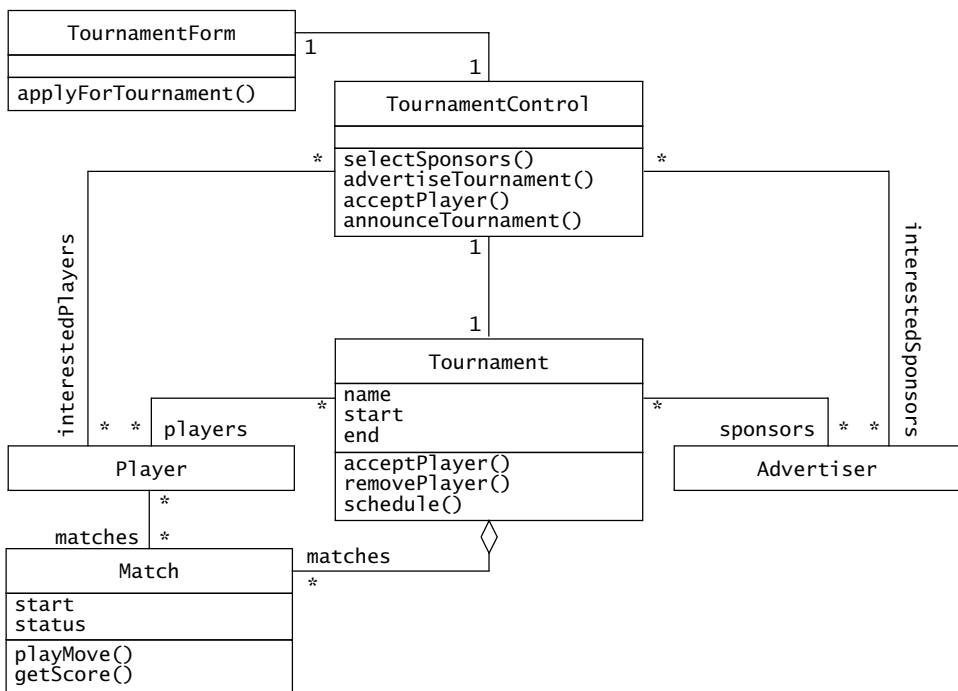 TournamentForm
applyForTournament()
1
1
TournamentControl
selectSponsors()
advertiseTournament()
acceptPlayer()
announceTournament()
*
*
interestedPlayers
interestedSponsors
1
1
Tournament
name
start
end
acceptPlayer()
removePlayer()
schedule()
*
*
* * players
sponsors * *
Player
Advertiser
*
matches *
matches
*
Match
start
status
playMove()
getScore()